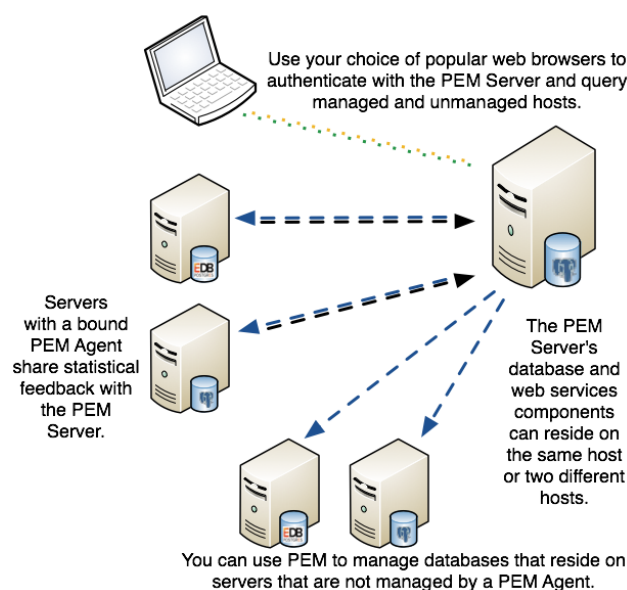 Use your choice of popular web browsers to
authenticate with the PEM Server and query
managed and unmanaged hosts.
EDB
Servers
with a bound
PEM Agent
share statistical
feedback with
the PEM
Server.
The PEM
Server's
database and
web services
components
can reside on
the same host
or two different
hosts.
EDB
You can use PEM to manage databases that reside on
servers that are not managed by a PEM Agent.